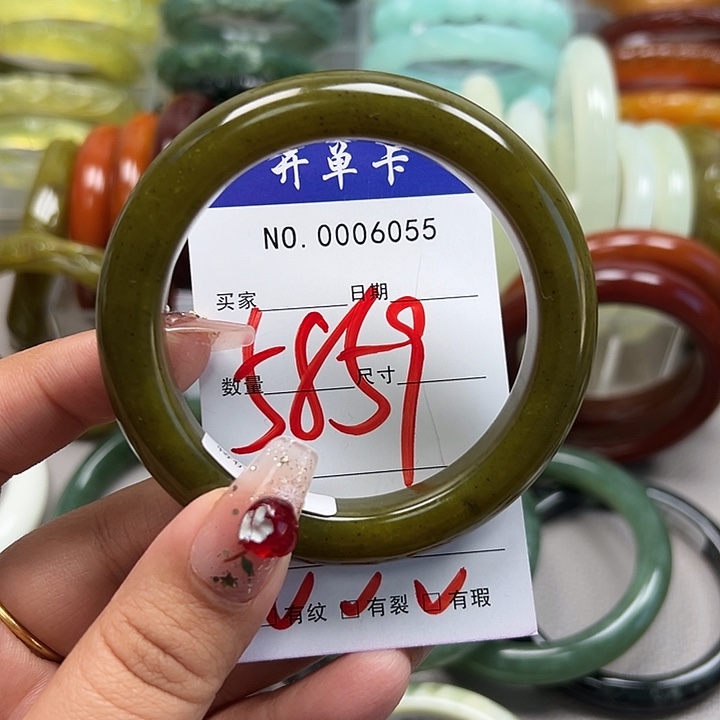 开单卡
NO. 0006055
买家 日期
5859
数量 尺寸
有纹 有裂 有瑕